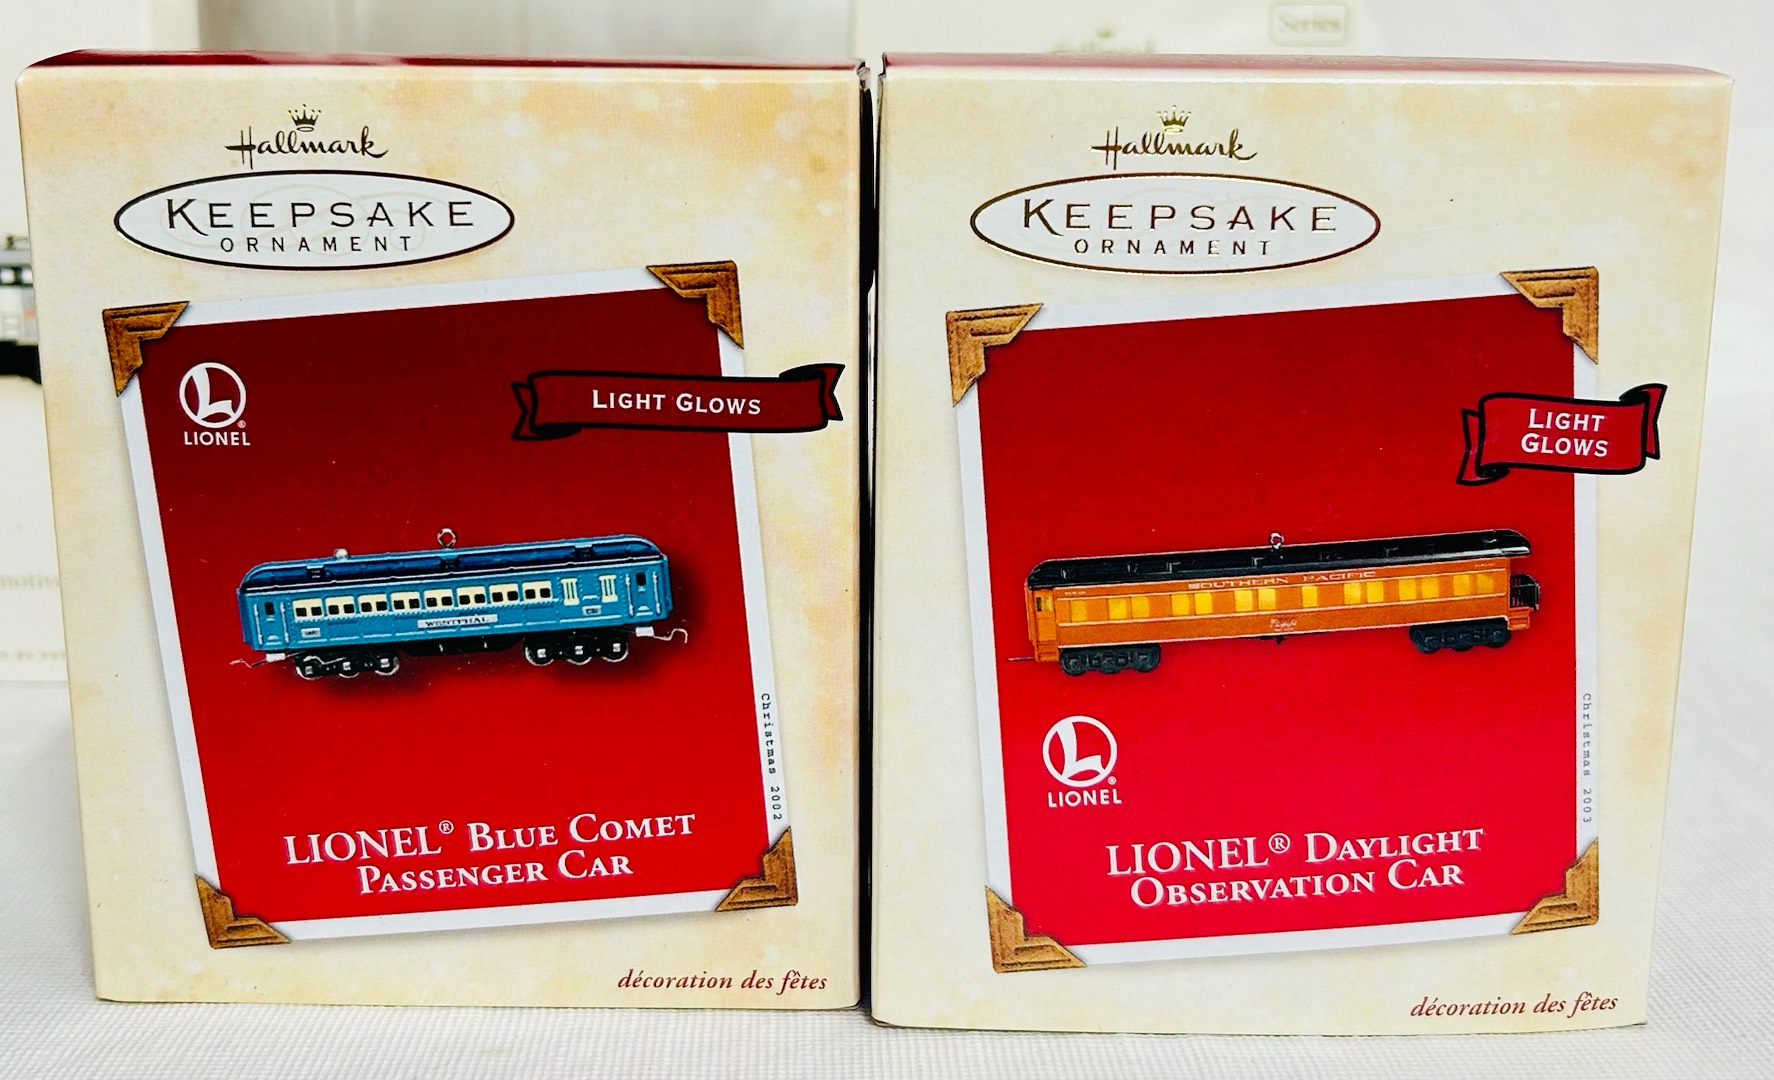 Series
Hallmark
Hallmark
KEEPSAKE
ORNAMENT
LIONEL
LIGHT GLOWS
WESTPHAL
Christmas 2002
LIONEL® BLUE COMET
PASSENGER CAR
décoration des fêtes
Hallmark
KEEPSAKE
ORNAMENT
LIGHT
GLOWS
SOUTHERN PACIFIC
LIONEL
Christmas 2003
LIONEL® DAYLIGHT
OBSERVATION CAR
décoration des fêtes